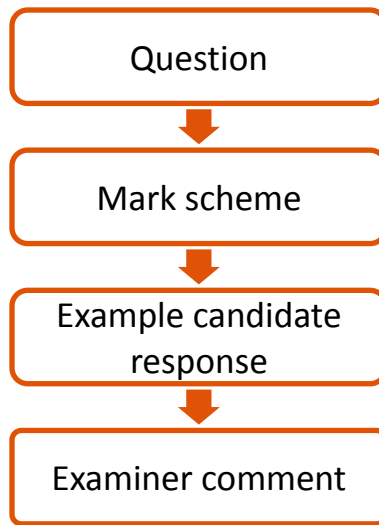 Question
Mark scheme
Example candidate
response
Examiner comment